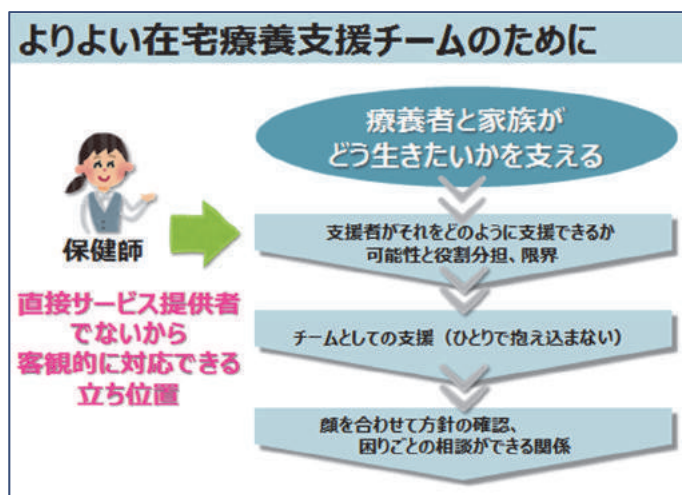 よりよい在宅療養支援チームのために
療養者と家族が
どう生きたいかを支える
保健師
直接サービス提供者
でないから
客観的に対応できる
立ち位置
支援者がそれをどのように支援できるか
可能性と役割分担、限界
チームとしての支援（ひとりで抱え込まない）
顔を合わせて方針の確認、
困りごとの相談ができる関係